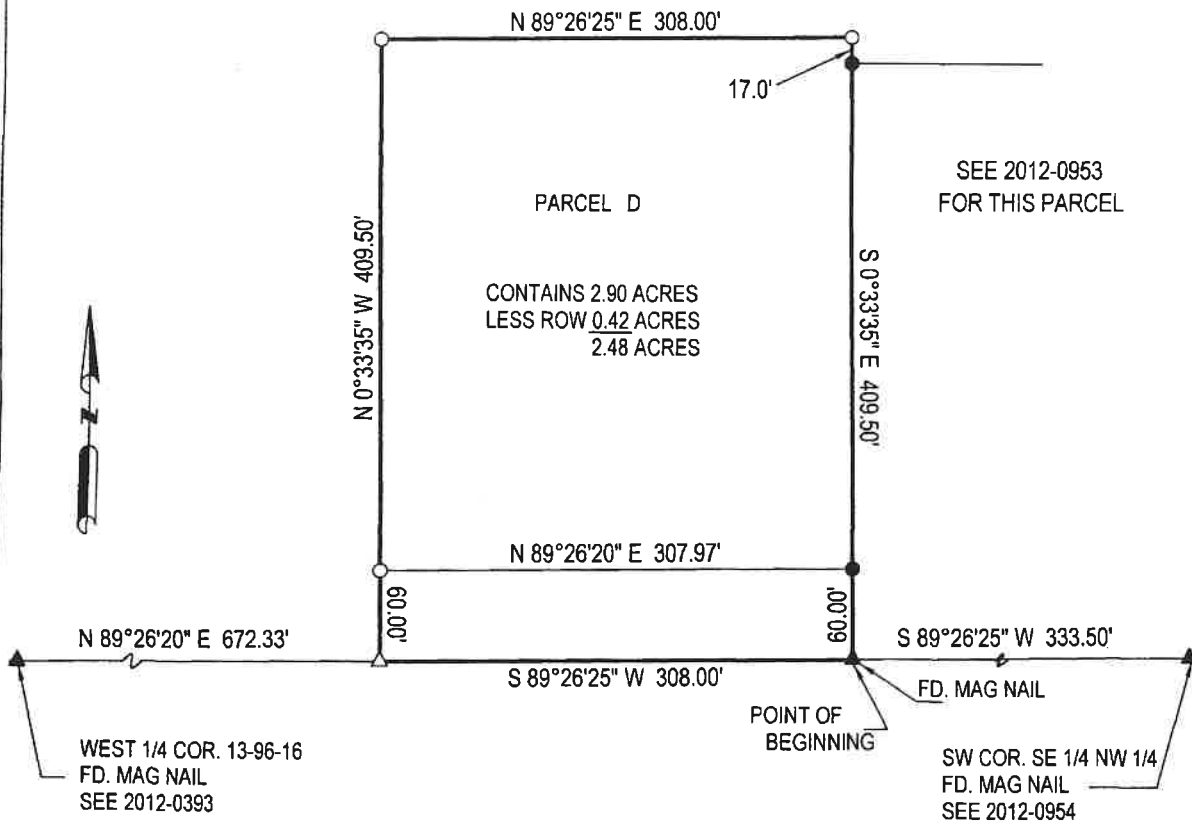 N 89°26'25" E 308.00'
17.0'
SEE 2012-0953
FOR THIS PARCEL
PARCEL D
N 0°33'35" W 409.50'
S 0°33'35" E 409.50'
CONTAINS 2.90 ACRES
LESS ROW 0.42 ACRES
2.48 ACRES
N
N 89°26'20" E 307.97'
60.00'
60.00'
N 89°26'20" E 672.33'
S 89°26'25" W 333.50'
S 89°26'25" W 308.00'
FD. MAG NAIL
POINT OF
BEGINNING
WEST 1/4 COR. 13-96-16
FD. MAG NAIL
SEE 2012-0393
SW COR. SE 1/4 NW 1/4
FD. MAG NAIL
SEE 2012-0954